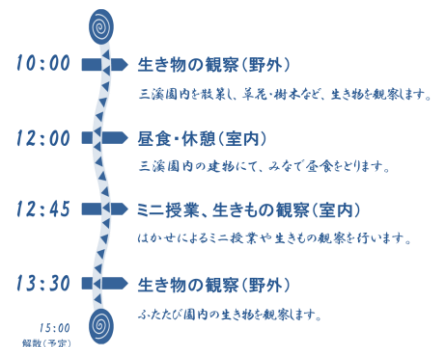 10:00 生き物の観察(野外)
三溪園内を散策し、草花・樹木など、生き物を観察します。
12:00 昼食・休憩(室内)
三溪園内の建物にて、みなで昼食をとります。
12:45 ミニ授業、生きもの観察(室内)
はかせによるミニ授業や生きもの観察を行います。
13:30 生き物の観察(野外)
ふたたび園内の生き物を観察します。
15:00
解散(予定)